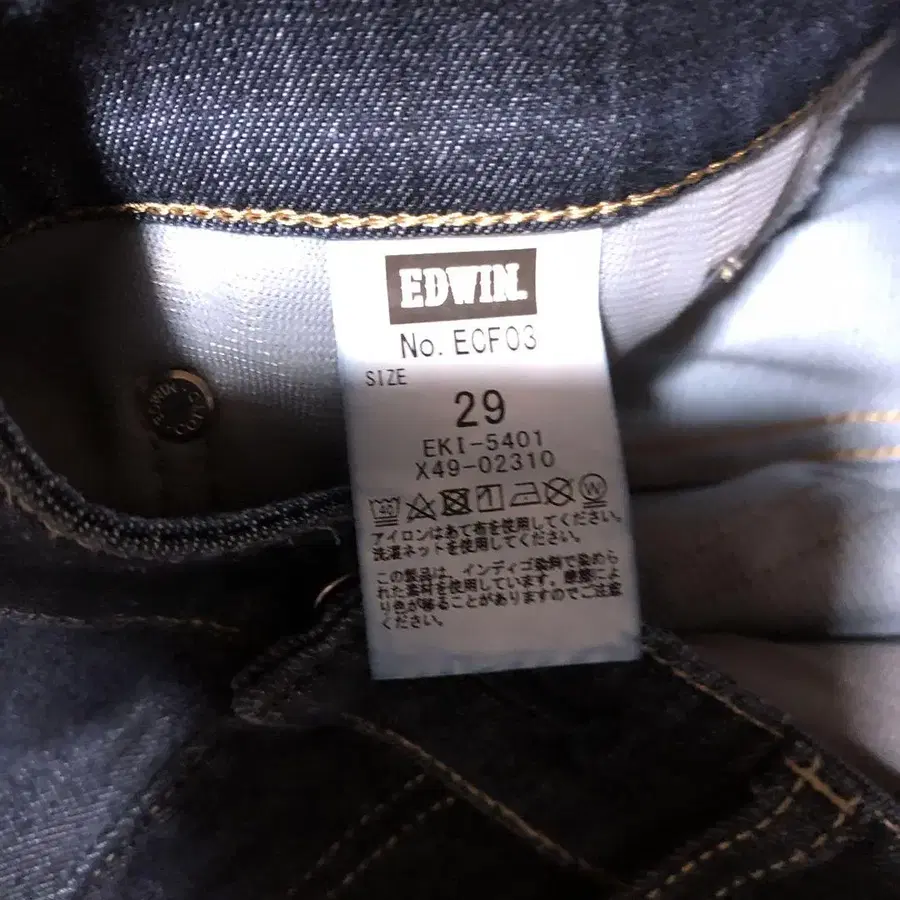 EDWIN.
No. ECF03
SIZE
29
EKI-5401
X49-02310
40
W
アイロンはあて布を使用してください。
洗濯ネットを使用してください。
この製品は、インディゴ染料で染めら
れた素材を使用しています。摩擦によ
り色が移ることがありますのでご注意
ください。